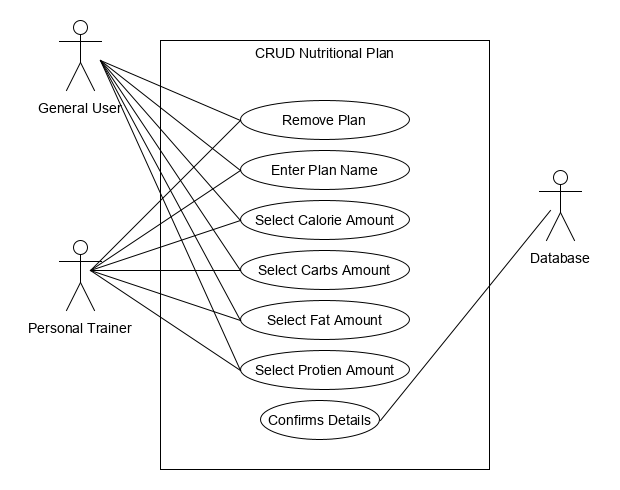 CRUD Nutritional Plan
General User
Remove Plan
Enter Plan Name
Select Calorie Amount
Database
Select Carbs Amount
Personal Trainer
Select Fat Amount
Select Protien Amount
Confirms Details